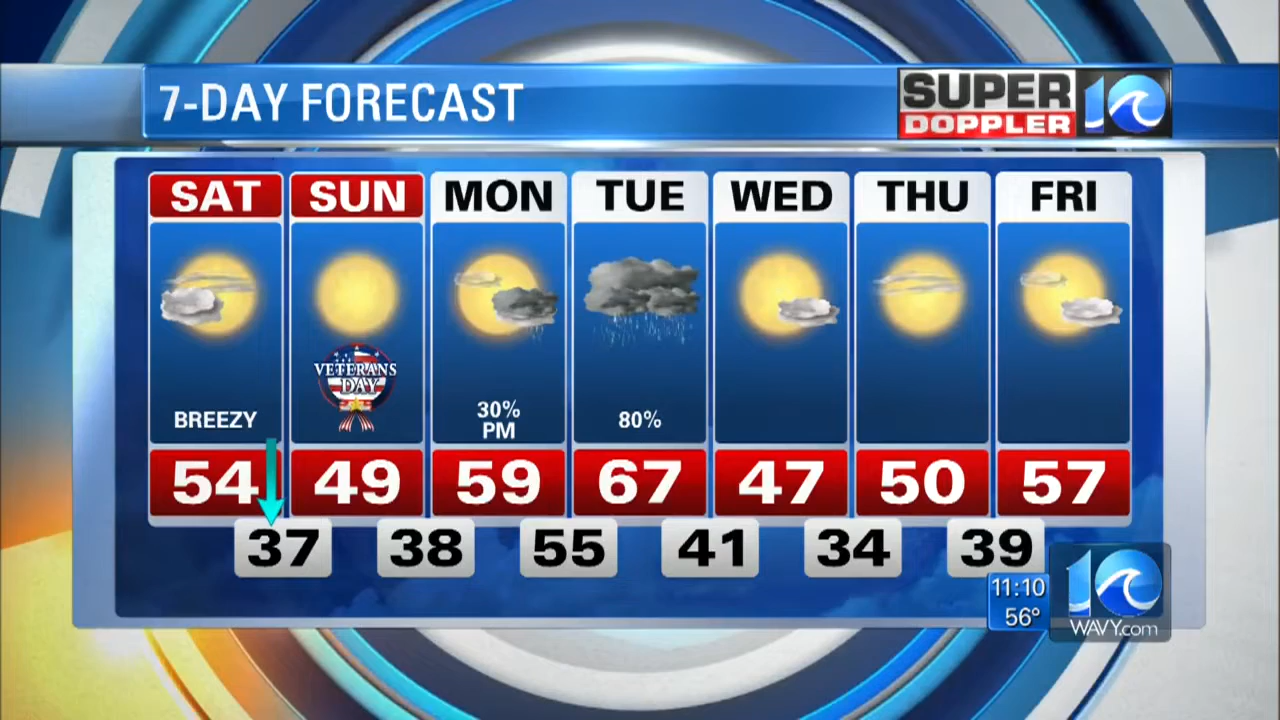 7-DAY FORECAST
SUPER
DOPPLER
10
SAT
SUN
MON
TUE
WED
THU
FRI
VETERANS
DAY
BREEZY
30%
PM
80%
54
49
59
67
47
50
57
37
38
55
41
34
39
11:10
56°
10
WAVY.com